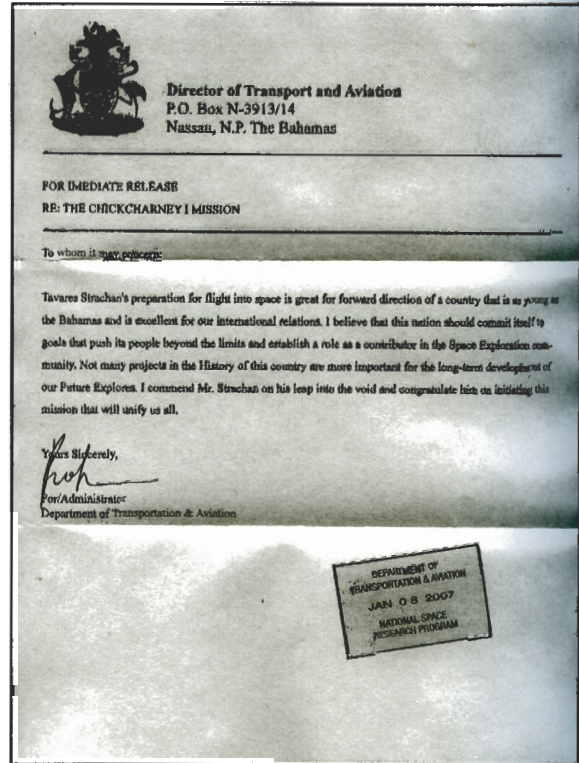 Director of Transport and Aviation
P.O. Box N-3913/14
Nassau, N.P. The Bahamas
FOR IMEDIATE RELEASE
RE: THE CHICKCHARNEY I MISSION
To whom it may concern:
Tavares Strachan's preparation for flight into space is great for forward direction of a country that is as young as
the Bahamas and is excellent for our international relations. I believe that this nation should commit itself to
goals that push its people beyond the limits and establish a role as a contributor in the Space Exploration com-
munity. Not many projects in the History of this country are more important for the long-term development of
our Future Explores. I commend Mr. Strachan on his leap into the void and congratulate him on initiating this
mission that will unify us all.
Yours Sincerely,
For/Administrator
Department of Transportation & Aviation
DEPARTMENT OF
TRANSPORTATION & AVIATION
JAN 08 2007
NATIONAL SPACE
RESEARCH PROGRAM